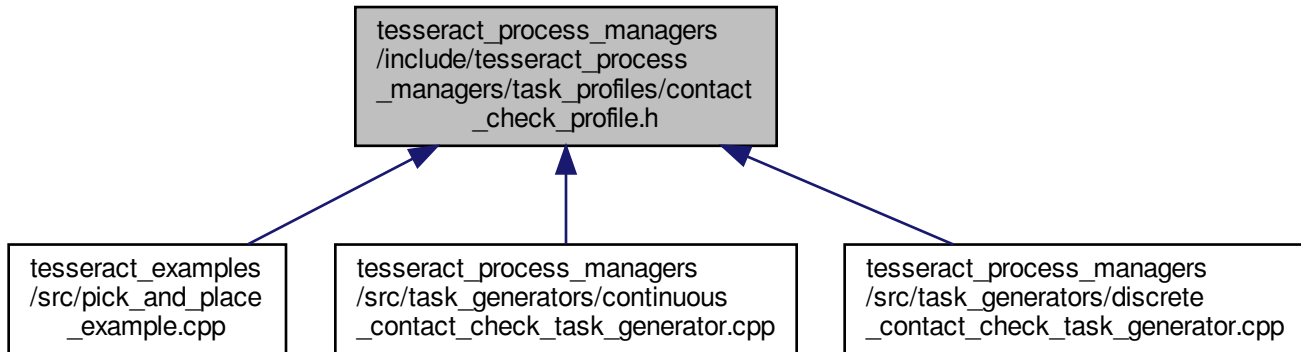 tesseract_process_managers
/include/tesseract_process
_managers/task_profiles/contact
_check_profile.h
tesseract_examples
/src/pick_and_place
_example.cpp
tesseract_process_managers
/src/task_generators/continuous
_contact_check_task_generator.cpp
tesseract_process_managers
/src/task_generators/discrete
_contact_check_task_generator.cpp